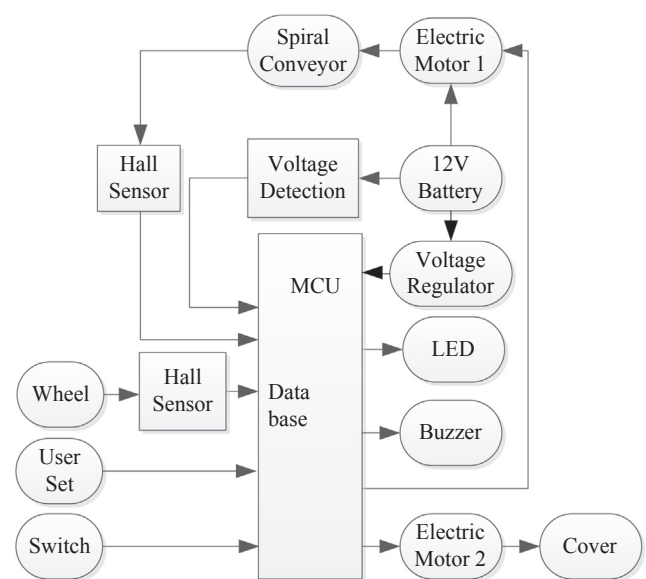 Spiral
Conveyor
Electric
Motor 1
Hall
Sensor
Voltage
Detection
12V
Battery
MCU
Voltage
Regulator
LED
Wheel
Hall
Sensor
Data
base
Buzzer
User
Set
Switch
Electric
Motor 2
Cover